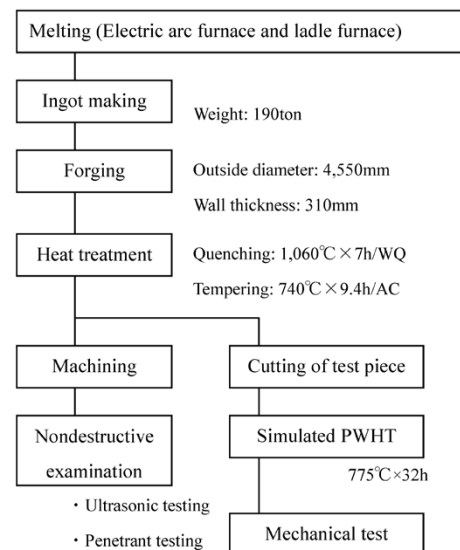 Melting (Electric arc furnace and ladle furnace)
Ingot making
Weight: 190ton
Forging
Outside diameter: 4,550mm
Wall thickness: 310mm
Heat treatment
Quenching: 1,060℃×7h/WQ
Tempering: 740℃×9.4h/AC
Machining
Cutting of test piece
Nondestructive
examination
Simulated PWHT
775℃×32h
・Ultrasonic testing
・Penetrant testing
Mechanical test